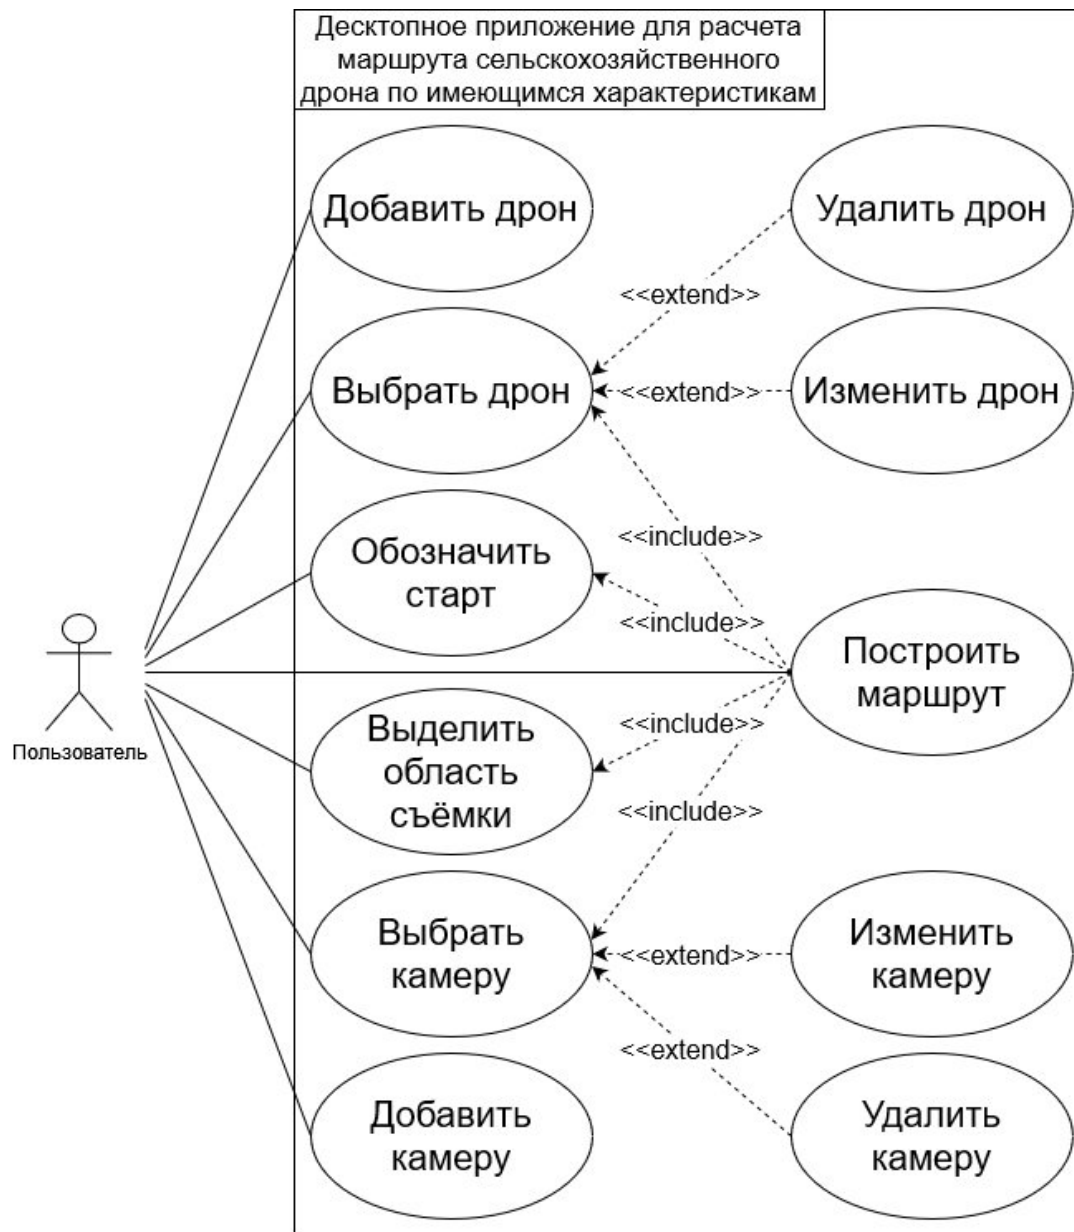 Десктопное приложение для расчета
маршрута сельскохозяйственного
дрона по имеющимся характеристикам
Добавить дрон
Удалить дрон
<<extend>>
Выбрать дрон
<<extend>>
Изменить дрон
<<include>>
Обозначить
старт
<<include>>
Построить
маршрут
Пользователь
Выделить
область
съёмки
<<include>>
<<include>>
Выбрать
камеру
<<extend>>
Изменить
камеру
<<extend>>
Добавить
камеру
Удалить
камеру